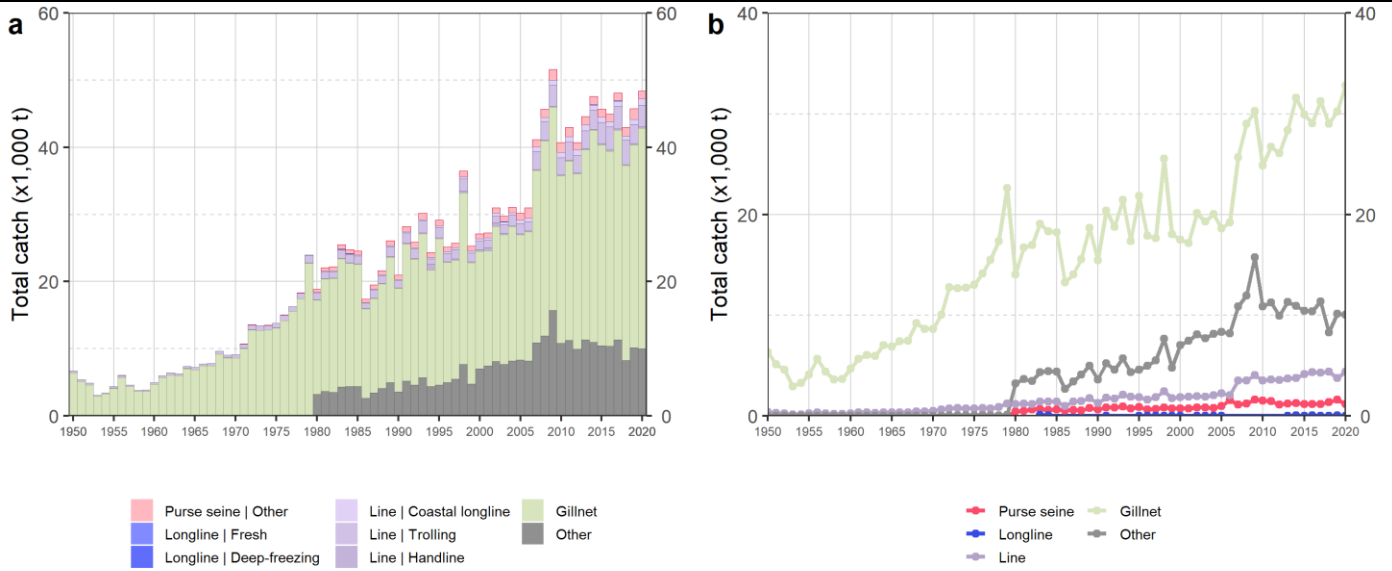 a
Total catch (x1,000 t)
60
40
20
0
60
40
20
0
1950 1955 1960 1965 1970 1975 1980 1985 1990 1995 2000 2005 2010 2015 2020
Purse seine | Other
Longline | Fresh
Longline | Deep-freezing
Line | Coastal longline
Line | Trolling
Line | Handline
Gillnet
Other
b
Total catch (x1,000 t)
40
20
0
40
20
0
1950 1955 1960 1965 1970 1975 1980 1985 1990 1995 2000 2005 2010 2015 2020
Purse seine
Longline
Line
Gillnet
Other